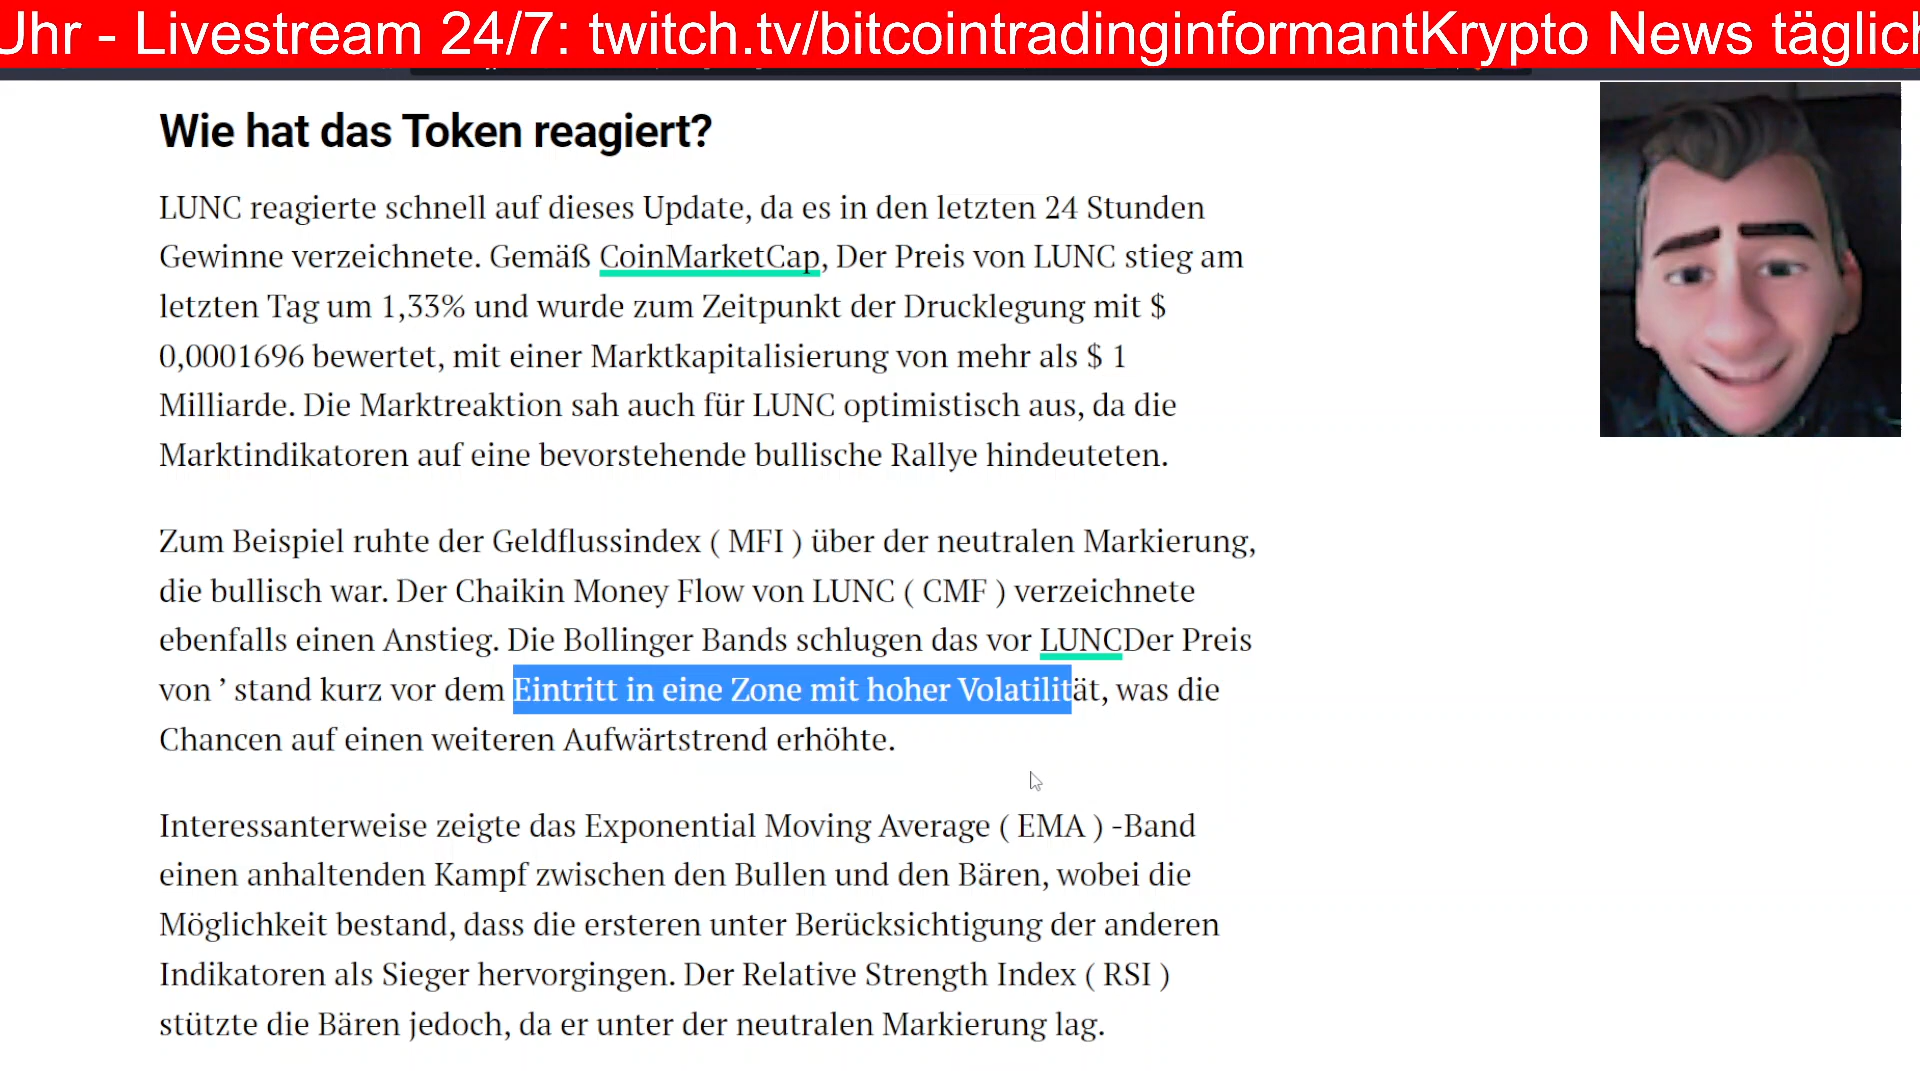 Uhr - Livestream 24/7: twitch.tv/bitcointradinginformantKrypto News täglich
Wie hat das Token reagiert?
LUNC reagierte schnell auf dieses Update, da es in den letzten 24 Stunden
Gewinne verzeichnete. Gemäß CoinMarketCap, Der Preis von LUNC stieg am
letzten Tag um 1,33% und wurde zum Zeitpunkt der Drucklegung mit $
0,0001696 bewertet, mit einer Marktkapitalisierung von mehr als $ 1
Milliarde. Die Marktreaktion sah auch für LUNC optimistisch aus, da die
Marktindikatoren auf eine bevorstehende bullische Rallye hindeuteten.
Zum Beispiel ruhte der Geldflussindex ( MFI ) über der neutralen Markierung,
die bullisch war. Der Chaikin Money Flow von LUNC ( CMF ) verzeichnete
ebenfalls einen Anstieg. Die Bollinger Bands schlugen das vor LUNCDer Preis
von ’ stand kurz vor dem Eintritt in eine Zone mit hoher Volatilität, was die
Chancen auf einen weiteren Aufwärtstrend erhöhte.
Interessanterweise zeigte das Exponential Moving Average ( EMA ) -Band
einen anhaltenden Kampf zwischen den Bullen und den Bären, wobei die
Möglichkeit bestand, dass die ersteren unter Berücksichtigung der anderen
Indikatoren als Sieger hervorgingen. Der Relative Strength Index ( RSI )
stützte die Bären jedoch, da er unter der neutralen Markierung lag.